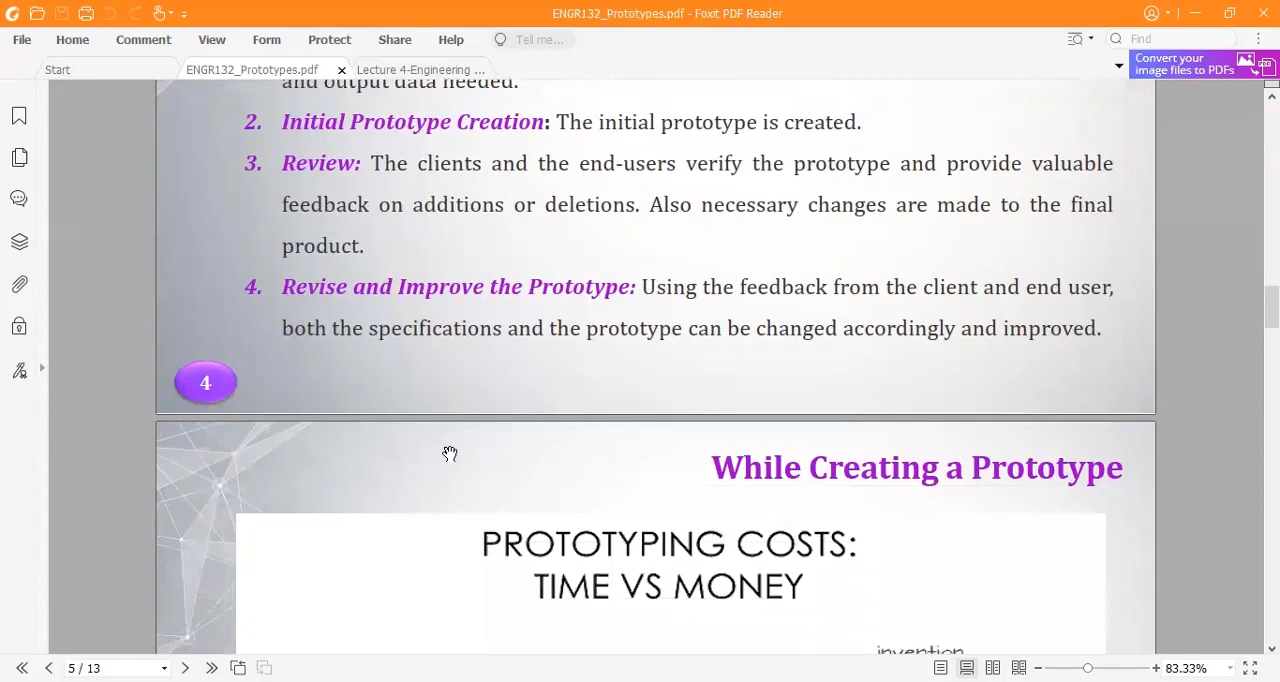 ENGR132_Prototypes.pdf - Foxit PDF Reader
File Home Comment View Form Protect Share Help Tell me... Find
Start ENGR132_Prototypes.pdf Lecture 4-Engineering ...
Convert your
image files to PDFs
and output data needed.
2. Initial Prototype Creation: The initial prototype is created.
3. Review: The clients and the end-users verify the prototype and provide valuable
feedback on additions or deletions. Also necessary changes are made to the final
product.
4. Revise and Improve the Prototype: Using the feedback from the client and end user,
both the specifications and the prototype can be changed accordingly and improved.
4
While Creating a Prototype
PROTOTYPING COSTS:
TIME VS MONEY
invention
5 / 13
83.33%